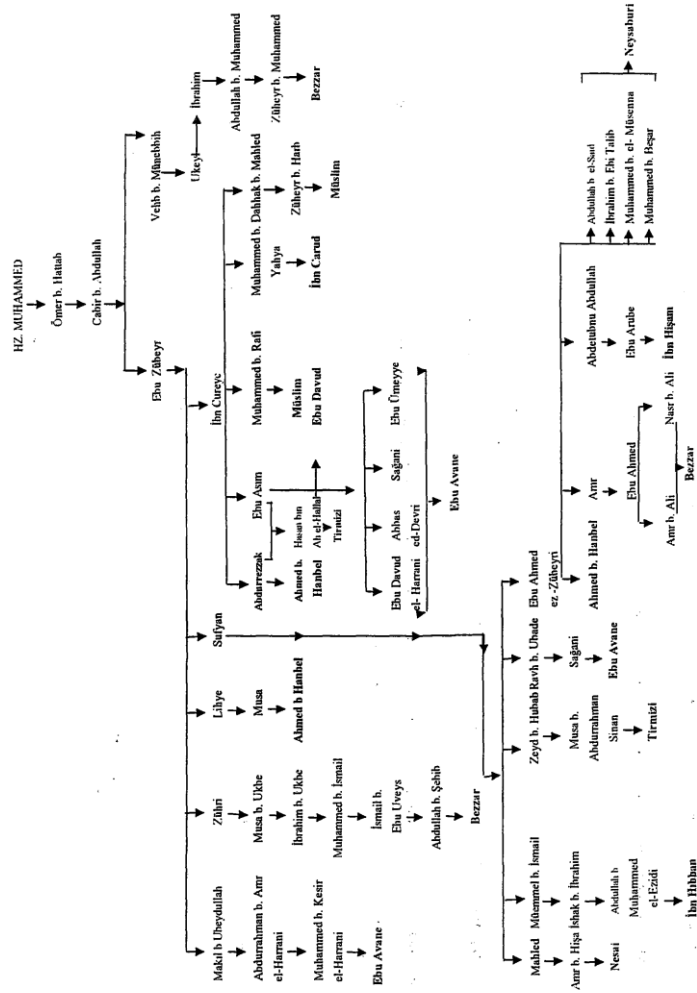 HZ. MUHAMMED
Ömer b. Hattab
Cabir b. Abdullah
Ebu Zübeyr
Vehb b. Münebbih
Ukeyl
İbrahim
Abdullah b. Muhammed
Züheyr b. Muhammed
Bezzar
Makıl b Ubeydullah
Abdurrahman b. Amr
el-Harrani
Muhammed b. Kesir
el-Harrani
Ebu Avane
Zühri
Musa b. Ukbe
İbrahim b. Ukbe
Muhammed b. İsmail
İsmail b.
Ebu Uveys
Abdullah b. Şebib
Bezzar
Lihye
Musa
Ahmed b Hanbel
Sufyan
İbn Cureyc
Abdurrezzak
Ahmed b.
Hanbel
Ebu Asım
Hasan bin
Ali el-Hallal
Tirmizi
Muhammed b. Rafi
Müslim
Ebu Davud
Muhammed b.
Yahya
İbn Carud
Dahhak b. Mahled
Züheyr b. Harb
Müslim
Ebu Davud
el- Harrani
Abbas
ed-Devri
Sağani
Ebu Ümeyye
Ebu Avane
Mahled
Amr b. Hişa
Nesai
Müemmel b. İsmail
İshak b. İbrahim
Abdullah b
Muhammed
el-Ezidi
İbn Hıbban
Zeyd b. Hubab
Musa b.
Abdurrahman
Sinan
Tirmizi
Ravh b. Ubade
Sağani
Ebu Avane
Ebu Ahmed
ez -Zübeyri
Ahmed b. Hanbel
Amr
Ebu Ahmed
Amr b. Ali
Nasr b. Ali
Bezzar
Abdetubnu Abdullah
Ebu Arube
İbn Hişam
Abdullah b el-Said
İbrahim b. Ebi Talib
Muhammed b. el- Müsenna
Muhammed b. Beşar
Neysaburi